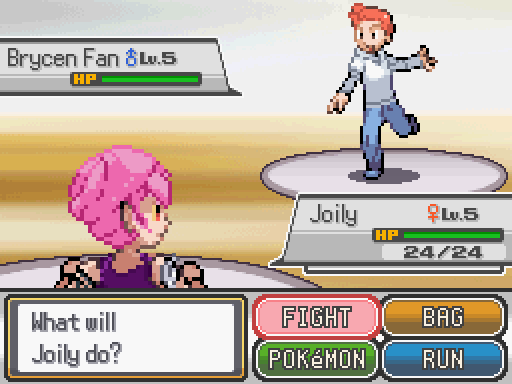 Brycen Fan♂Lv.5
HP
Joily ♀Lv.5
HP
24/24
What will
Joily do?
FIGHT
BAG
POKéMON
RUN